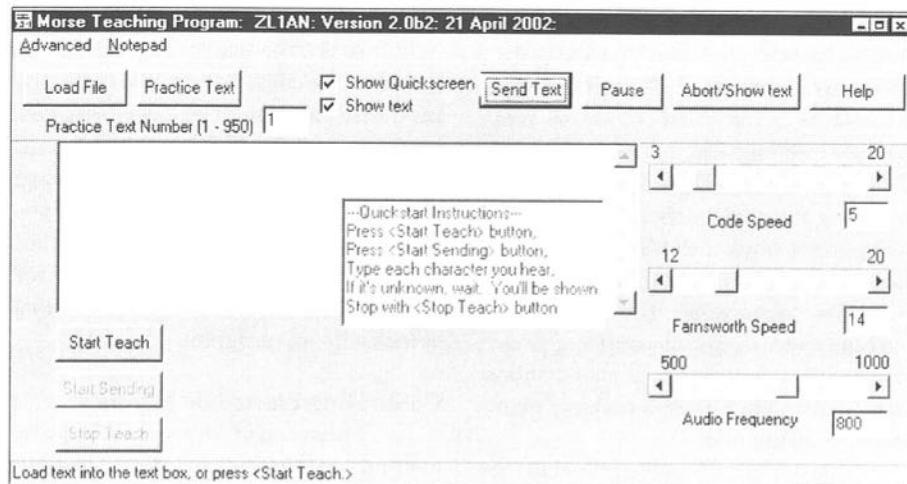 Morse Teaching Program: ZL1AN: Version 2.0b2: 21 April 2002:
Advanced Notepad
Load File Practice Text Show Quickscreen Send Text Pause Abort/Show text Help
Show text
Practice Text Number (1 - 950) 1
3 20
Code Speed 5
---Quickstart Instructions---
Press <Start Teach> button,
Press <Start Sending> button,
Type each character you hear,
If it's unknown, wait. You'll be shown
Stop with <Stop Teach> button
12 20
Farnsworth Speed 14
Start Teach
500 1000
Start Sending
Audio Frequency 800
Stop Teach
Load text into the text box, or press <Start Teach.>